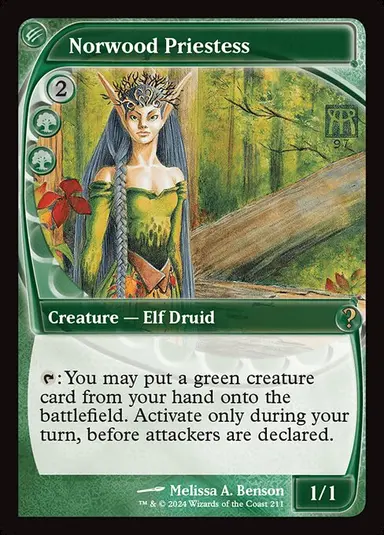 Norwood Priestess
2
97
Creature — Elf Druid
?
: You may put a green creature
card from your hand onto the
battlefield. Activate only during your
turn, before attackers are declared.
Melissa A. Benson
™ & © 2024 Wizards of the Coast 211
1/1